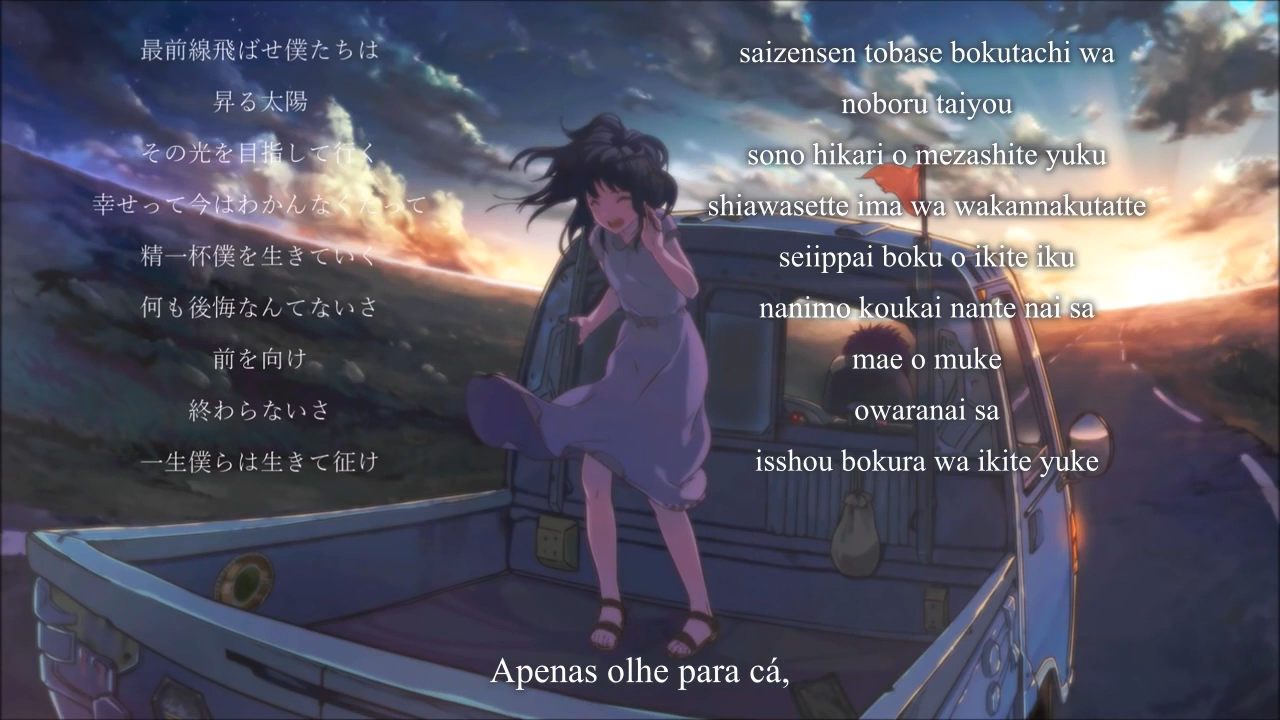 最前線飛ばせ僕たちは
昇る太陽
その光を目指して行く
幸せって今はわかんなくたって
精一杯僕を生きていく
何も後悔なんてないさ
前を向け
終わらないさ
一生僕らは生きて征け
saizensen tobase bokutachi wa
noboru taiyou
sono hikari o mezashite yuku
shiawasette ima wa wakannakutatte
seiippai boku o ikite iku
nanimo koukai nante nai sa
mae o muke
owaranai sa
isshou bokura wa ikite yuke
Apenas olhe para cá,